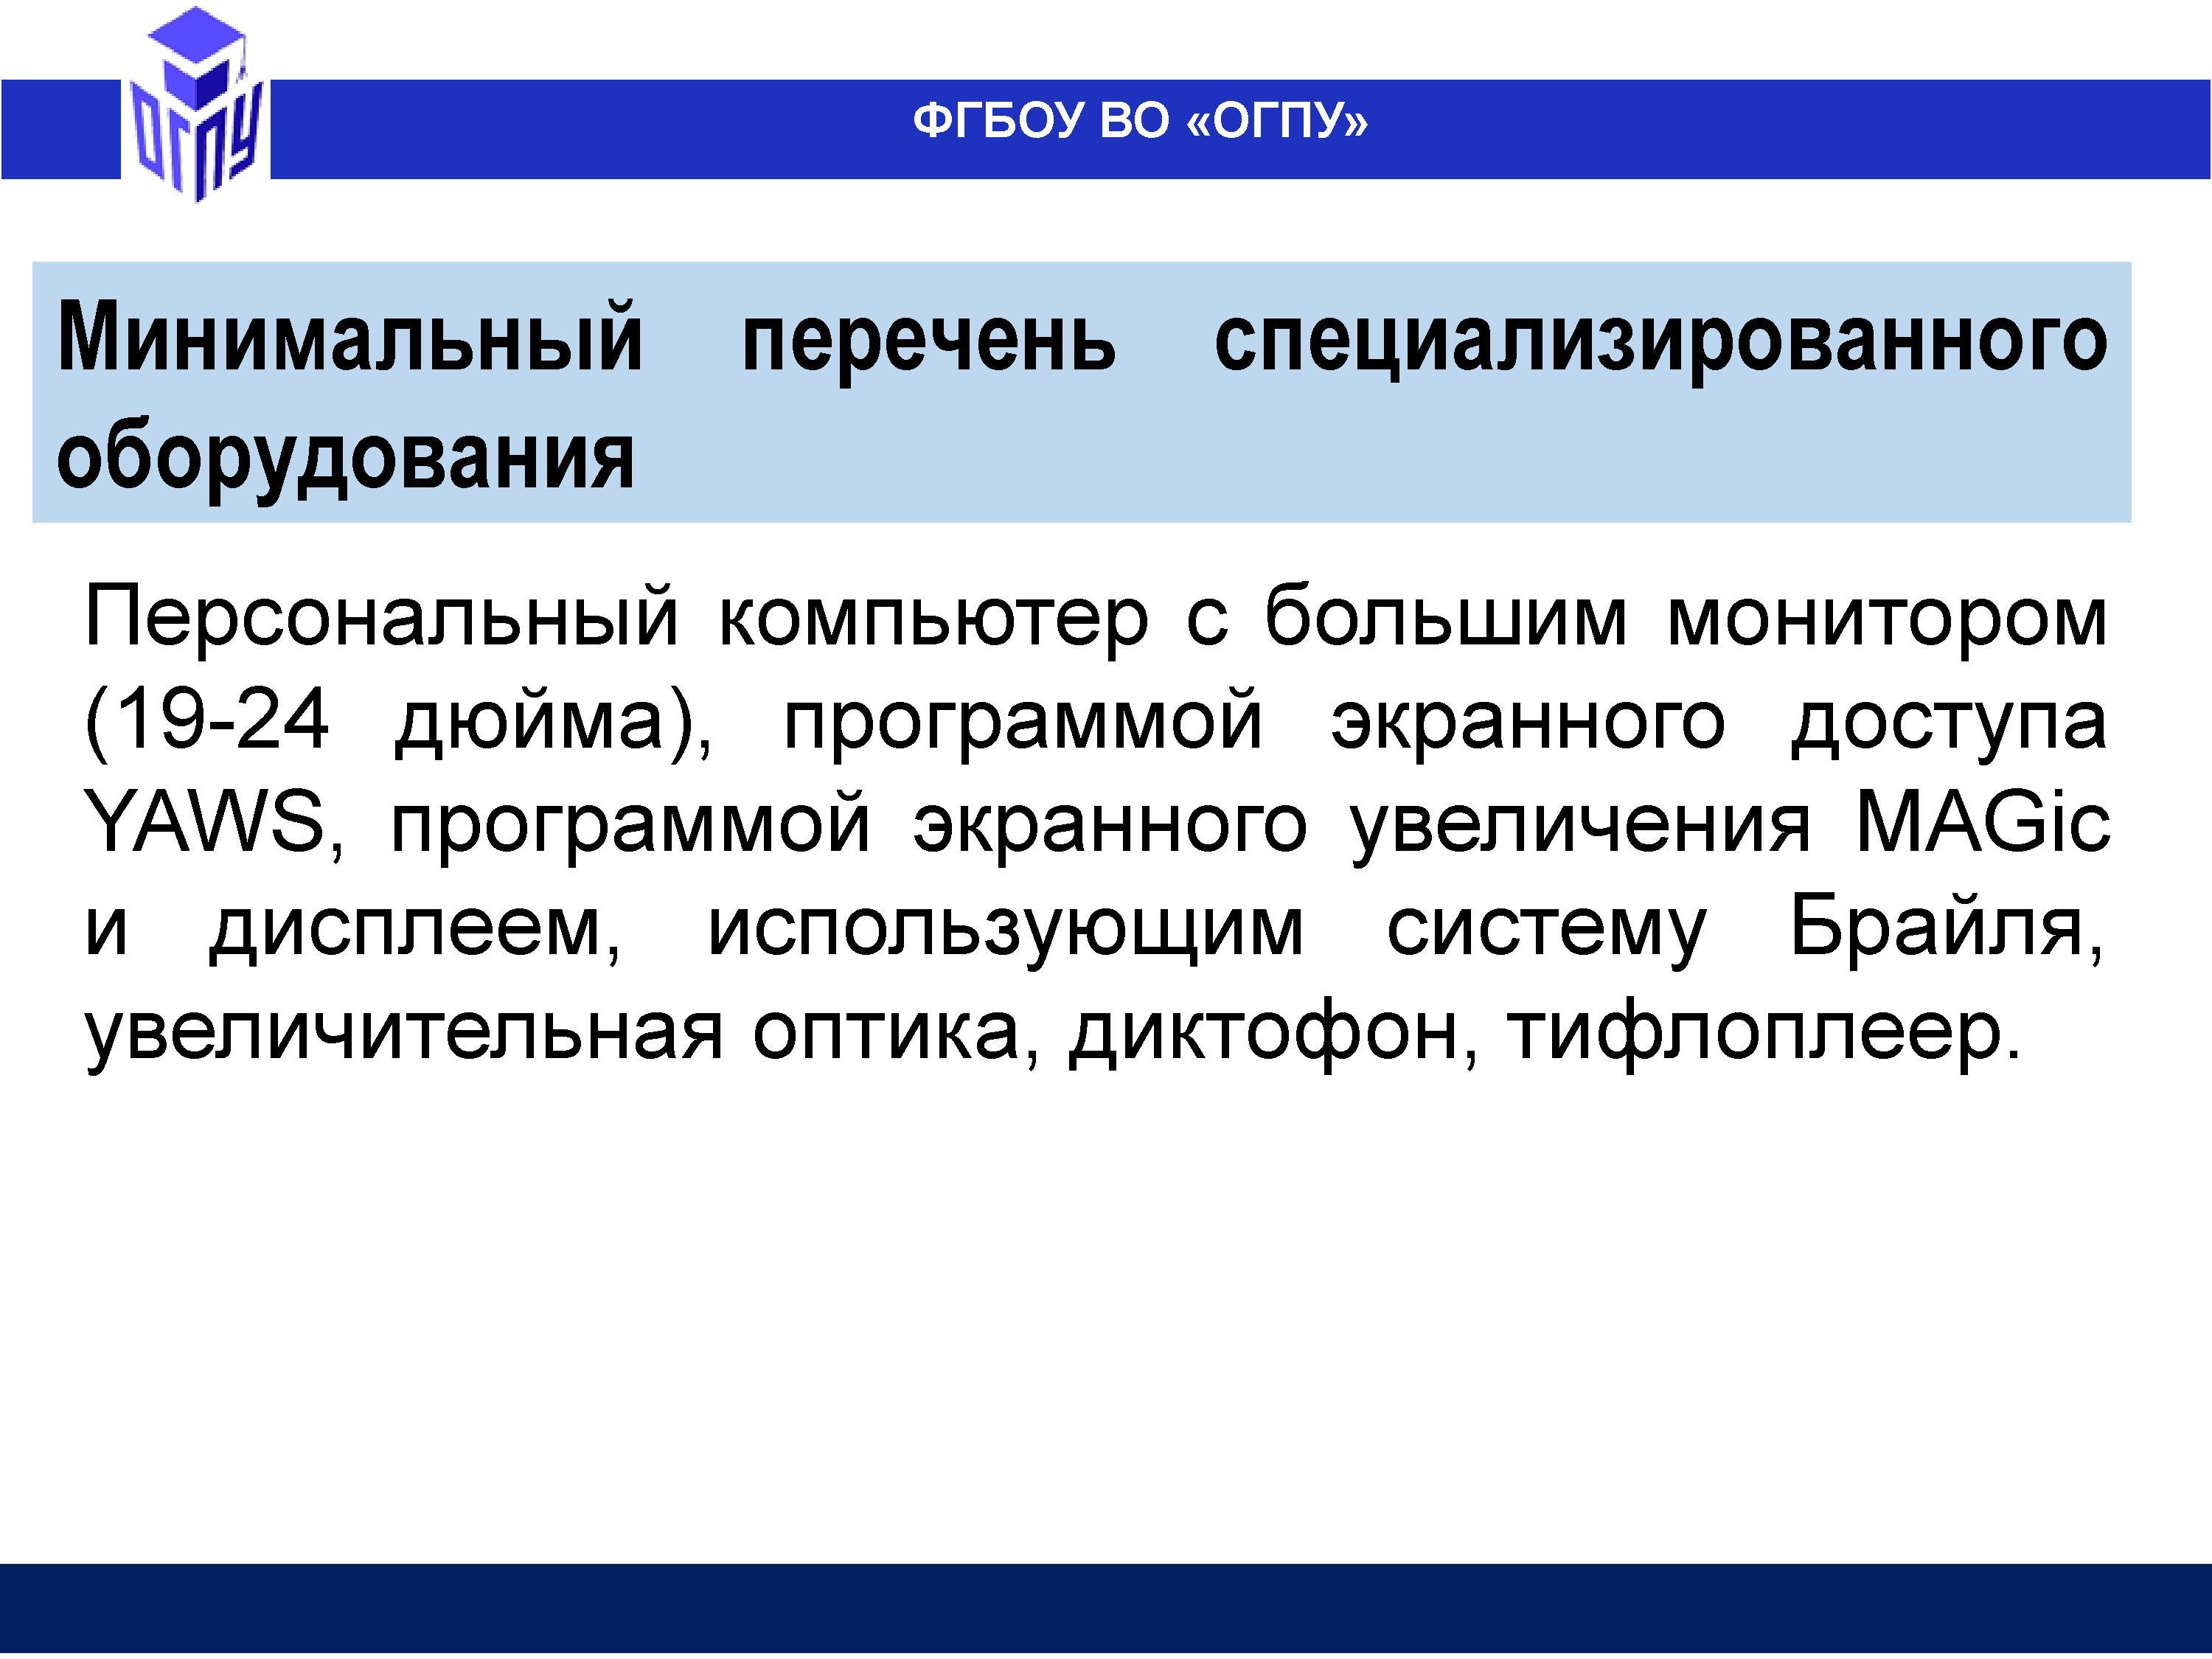 ОГПУ
ФГБОУ ВО «ОГПУ»
Минимальный перечень специализированного
оборудования
Персональный компьютер с большим монитором
(19-24 дюйма), программой экранного доступа
YAWS, программой экранного увеличения MAGic
и дисплеем, использующим систему Брайля,
увеличительная оптика, диктофон, тифлоплеер.